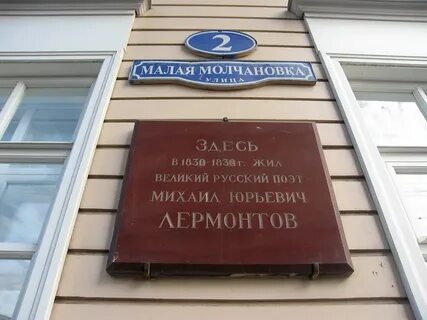 2
МАЛАЯ МОЛЧАНОВКА
УЛИЦА
ЗДЕСЬ
В 1830-1832 г. ЖИЛ
ВЕЛИКИЙ РУССКИЙ ПОЭТ
МИХАИЛ ЮРЬЕВИЧ
ЛЕРМОНТОВ